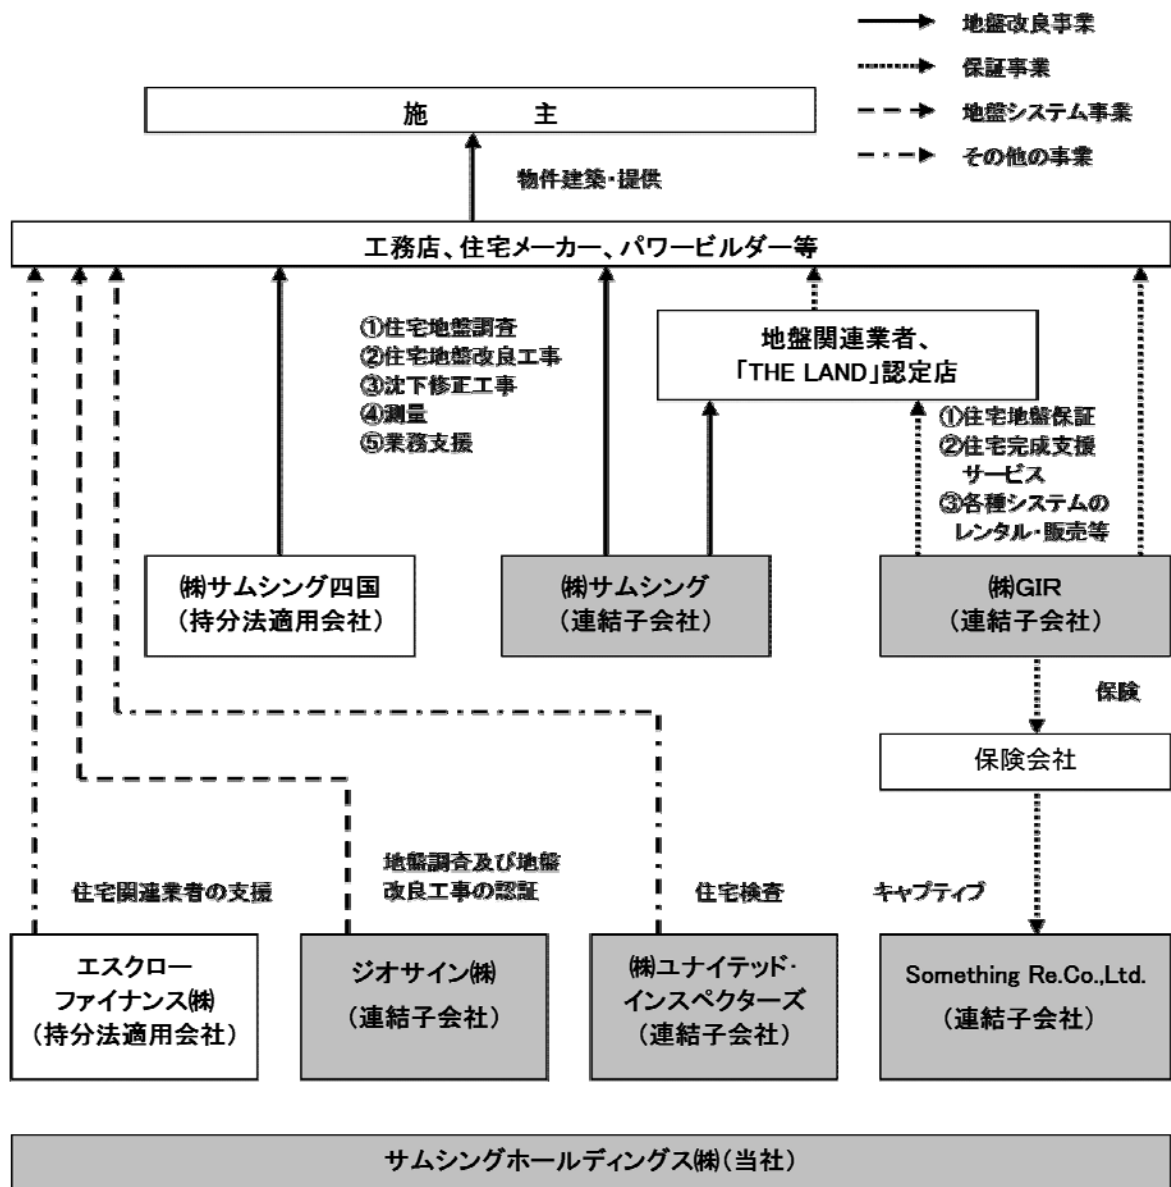 地盤改良事業
保証事業
地盤システム事業
その他の事業
施　　　　主
物件建築・提供
工務店、住宅メーカー、パワービルダー等
①住宅地盤調査
②住宅地盤改良工事
③沈下修正工事
④測量
⑤業務支援
地盤関連業者、
「THE LAND」認定店
①住宅地盤保証
②住宅完成支援
サービス
③各種システムの
レンタル・販売等
㈱サムシング四国
（持分法適用会社）
㈱サムシング
（連結子会社）
㈱GIR
（連結子会社）
保険
保険会社
住宅関連業者の支援
地盤調査及び地盤
改良工事の認証
住宅検査
キャプティブ
エスクロー
ファイナンス㈱
（持分法適用会社）
ジオサイン㈱
（連結子会社）
㈱ユナイテッド・
インスペクターズ
（連結子会社）
Something Re.Co.,Ltd.
（連結子会社）
サムシングホールディングス㈱（当社）